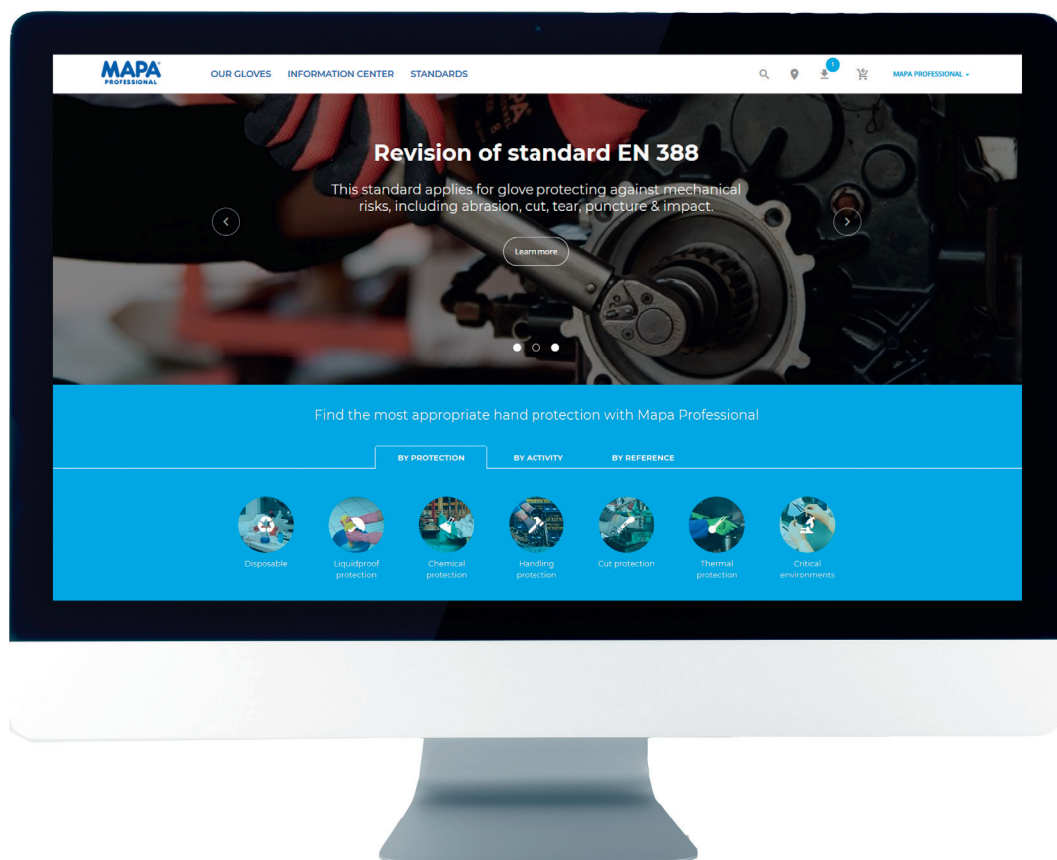 MAPA
PROFESSIONAL
OUR GLOVES INFORMATION CENTER STANDARDS
1
MAPA PROFESSIONAL
Revision of standard EN 388
This standard applies for glove protecting against mechanical
risks, including abrasion, cut, tear, puncture & impact.
Learn more
Find the most appropriate hand protection with Mapa Professional
BY PROTECTION BY ACTIVITY BY REFERENCE
Disposable
Liquidproof
protection
Chemical
protection
Handling
protection
Cut protection
Thermal
protection
Critical
environments